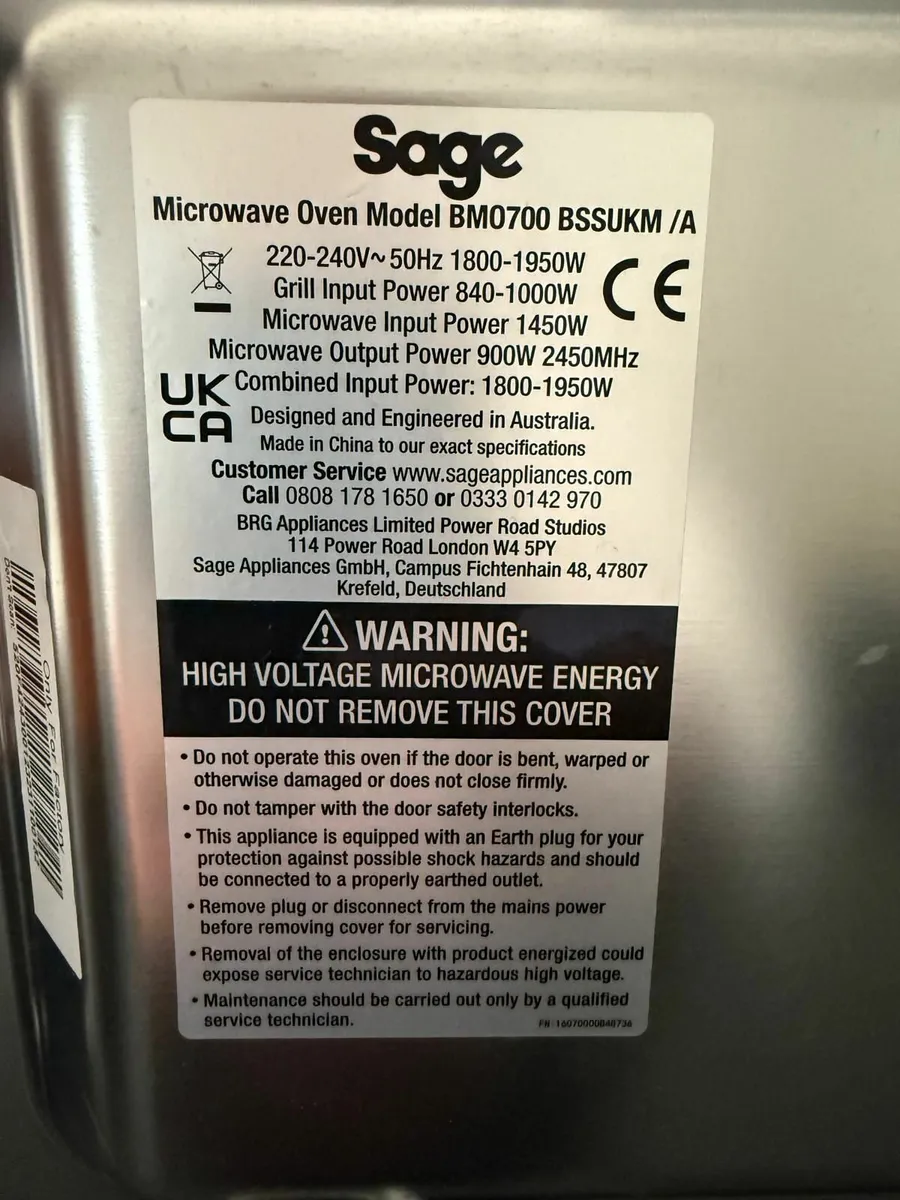 Sage
Microwave Oven Model BMO700 BSSUKM /A
220-240V~ 50Hz 1800-1950W
Grill Input Power 840-1000W
CE
Microwave Input Power 1450W
Microwave Output Power 900W 2450MHz
UK
CA
Combined Input Power: 1800-1950W
Designed and Engineered in Australia.
Made in China to our exact specifications
Customer Service www.sageappliances.com
Call 0808 178 1650 or 0333 0142 970
BRG Appliances Limited Power Road Studios
114 Power Road London W4 5PY
Sage Appliances GmbH, Campus Fichtenhain 48, 47807
Krefeld, Deutschland
WARNING:
HIGH VOLTAGE MICROWAVE ENERGY
DO NOT REMOVE THIS COVER
• Do not operate this oven if the door is bent, warped or
otherwise damaged or does not close firmly.
• Do not tamper with the door safety interlocks.
• This appliance is equipped with an Earth plug for your
protection against possible shock hazards and should
be connected to a properly earthed outlet.
• Remove plug or disconnect from the mains power
before removing cover for servicing.
• Removal of the enclosure with product energized could
expose service technician to hazardous high voltage.
• Maintenance should be carried out only by a qualified
service technician.
Only For Factory
Don't Scan